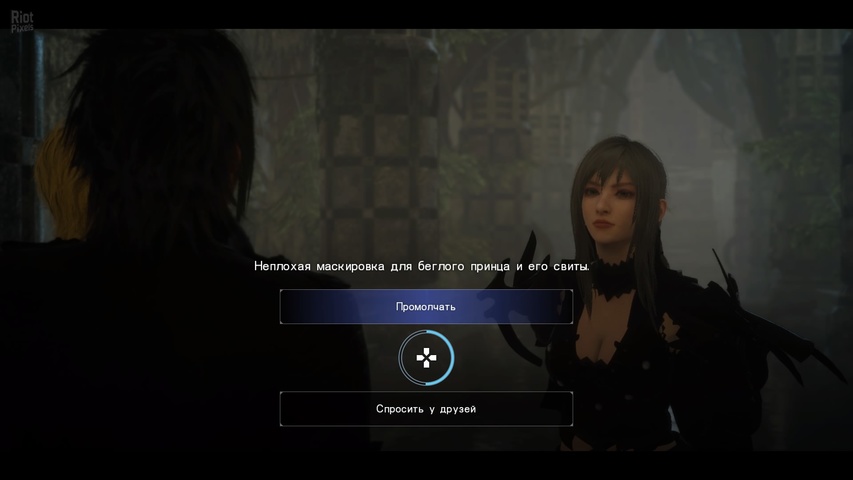 Riot
Pixels
Неплохая маскировка для беглого принца и его свиты.
Промолчать
Спросить у друзей